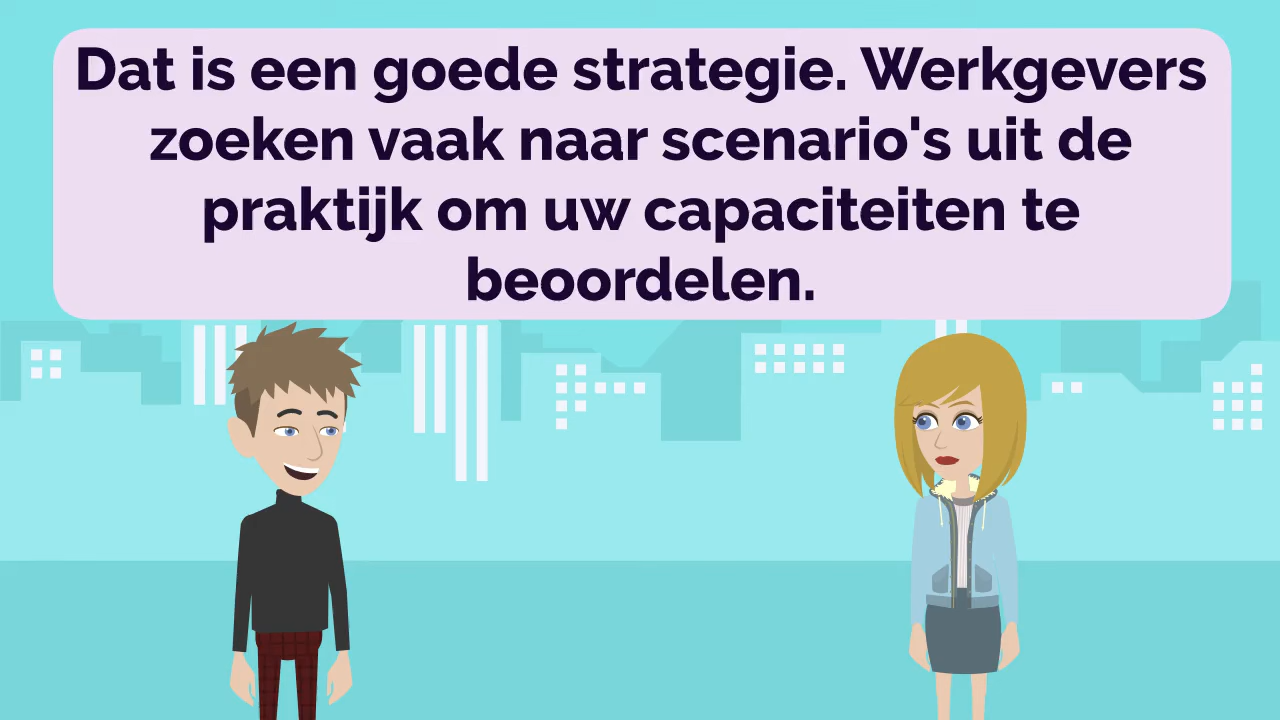 Dat is een goede strategie. Werkgevers
zoeken vaak naar scenario's uit de
praktijk om uw capaciteiten te
beoordelen.